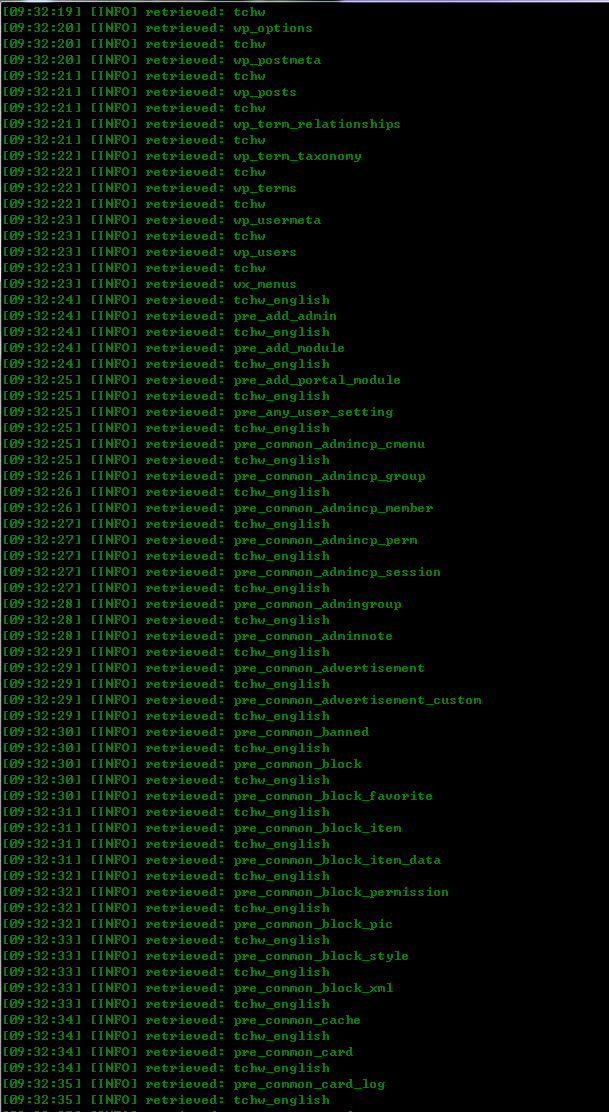 [09:32:19] [INFO] retrieved: tchw
[09:32:20] [INFO] retrieved: wp_options
[09:32:20] [INFO] retrieved: tchw
[09:32:20] [INFO] retrieved: wp_postmeta
[09:32:21] [INFO] retrieved: tchw
[09:32:21] [INFO] retrieved: wp_posts
[09:32:21] [INFO] retrieved: tchw
[09:32:21] [INFO] retrieved: wp_term_relationships
[09:32:21] [INFO] retrieved: tchw
[09:32:22] [INFO] retrieved: wp_term_taxonomy
[09:32:22] [INFO] retrieved: tchw
[09:32:22] [INFO] retrieved: wp_terms
[09:32:22] [INFO] retrieved: tchw
[09:32:23] [INFO] retrieved: wp_usermeta
[09:32:23] [INFO] retrieved: tchw
[09:32:23] [INFO] retrieved: wp_users
[09:32:23] [INFO] retrieved: tchw
[09:32:23] [INFO] retrieved: wx_menus
[09:32:24] [INFO] retrieved: tchw_english
[09:32:24] [INFO] retrieved: pre_add_admin
[09:32:24] [INFO] retrieved: tchw_english
[09:32:24] [INFO] retrieved: pre_add_module
[09:32:24] [INFO] retrieved: tchw_english
[09:32:25] [INFO] retrieved: pre_add_portal_module
[09:32:25] [INFO] retrieved: tchw_english
[09:32:25] [INFO] retrieved: pre_amy_user_setting
[09:32:25] [INFO] retrieved: tchw_english
[09:32:25] [INFO] retrieved: pre_common_admincp_cmenu
[09:32:25] [INFO] retrieved: tchw_english
[09:32:26] [INFO] retrieved: pre_common_admincp_group
[09:32:26] [INFO] retrieved: tchw_english
[09:32:26] [INFO] retrieved: pre_common_admincp_member
[09:32:27] [INFO] retrieved: tchw_english
[09:32:27] [INFO] retrieved: pre_common_admincp_perm
[09:32:27] [INFO] retrieved: tchw_english
[09:32:27] [INFO] retrieved: pre_common_admincp_session
[09:32:27] [INFO] retrieved: tchw_english
[09:32:28] [INFO] retrieved: pre_common_admingroup
[09:32:28] [INFO] retrieved: tchw_english
[09:32:28] [INFO] retrieved: pre_common_adminnote
[09:32:29] [INFO] retrieved: tchw_english
[09:32:29] [INFO] retrieved: pre_common_advertisement
[09:32:29] [INFO] retrieved: tchw_english
[09:32:29] [INFO] retrieved: pre_common_advertisement_custom
[09:32:29] [INFO] retrieved: tchw_english
[09:32:30] [INFO] retrieved: pre_common_banned
[09:32:30] [INFO] retrieved: tchw_english
[09:32:30] [INFO] retrieved: pre_common_block
[09:32:30] [INFO] retrieved: tchw_english
[09:32:30] [INFO] retrieved: pre_common_block_favorite
[09:32:31] [INFO] retrieved: tchw_english
[09:32:31] [INFO] retrieved: pre_common_block_item
[09:32:31] [INFO] retrieved: tchw_english
[09:32:31] [INFO] retrieved: pre_common_block_item_data
[09:32:32] [INFO] retrieved: tchw_english
[09:32:32] [INFO] retrieved: pre_common_block_permission
[09:32:32] [INFO] retrieved: tchw_english
[09:32:32] [INFO] retrieved: pre_common_block_pic
[09:32:33] [INFO] retrieved: tchw_english
[09:32:33] [INFO] retrieved: pre_common_block_style
[09:32:33] [INFO] retrieved: tchw_english
[09:32:33] [INFO] retrieved: pre_common_block_xml
[09:32:33] [INFO] retrieved: tchw_english
[09:32:34] [INFO] retrieved: pre_common_cache
[09:32:34] [INFO] retrieved: tchw_english
[09:32:34] [INFO] retrieved: pre_common_card
[09:32:34] [INFO] retrieved: tchw_english
[09:32:35] [INFO] retrieved: pre_common_card_log
[09:32:35] [INFO] retrieved: tchw_english